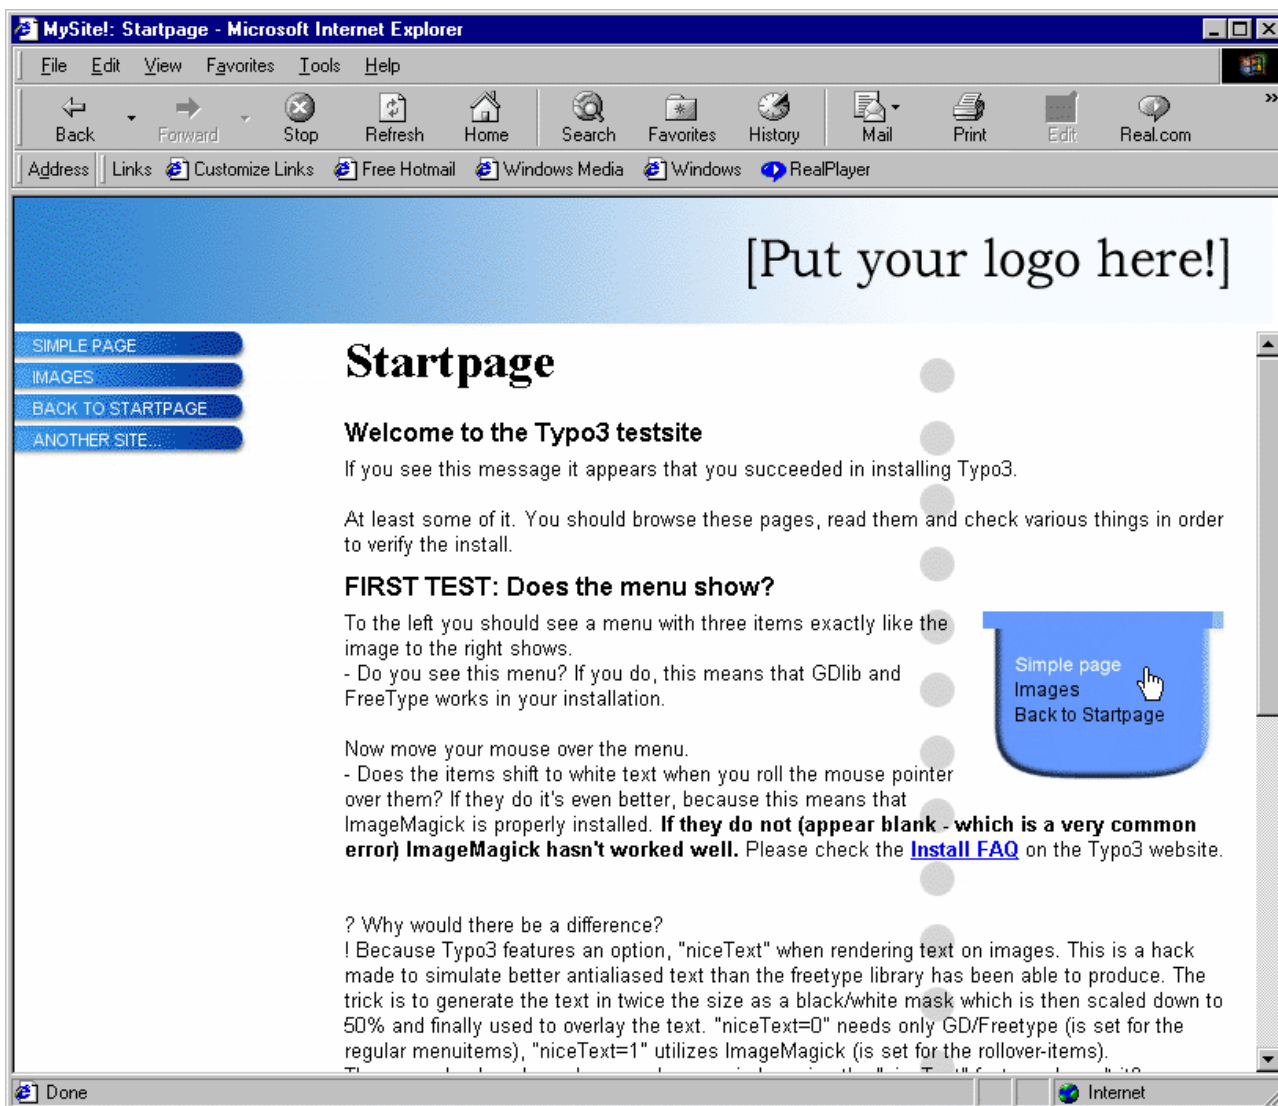 MySite!: Startpage - Microsoft Internet Explorer
File Edit View Favorites Tools Help
Back Forward Stop Refresh Home Search Favorites History Mail Print Edit Real.com »
Address Links Customize Links Free Hotmail Windows Media Windows RealPlayer
[Put your logo here!]
SIMPLE PAGE
IMAGES
BACK TO STARTPAGE
ANOTHER SITE...
Startpage
Welcome to the Typo3 testsite
If you see this message it appears that you succeeded in installing Typo3.
At least some of it. You should browse these pages, read them and check various things in order
to verify the install.
FIRST TEST: Does the menu show?
To the left you should see a menu with three items exactly like the
image to the right shows.
- Do you see this menu? If you do, this means that GDlib and
FreeType works in your installation.
Simple page
Images
Back to Startpage
Now move your mouse over the menu.
- Does the items shift to white text when you roll the mouse pointer
over them? If they do it's even better, because this means that
ImageMagick is properly installed. If they do not (appear blank - which is a very common
error) ImageMagick hasn't worked well. Please check the Install FAQ on the Typo3 website.
? Why would there be a difference?
! Because Typo3 features an option, "niceText" when rendering text on images. This is a hack
made to simulate better antialiased text than the freetype library has been able to produce. The
trick is to generate the text in twice the size as a black/white mask which is then scaled down to
50% and finally used to overlay the text. "niceText=0" needs only GD/Freetype (is set for the
regular menuitems), "niceText=1" utilizes ImageMagick (is set for the rollover-items).
Done Internet